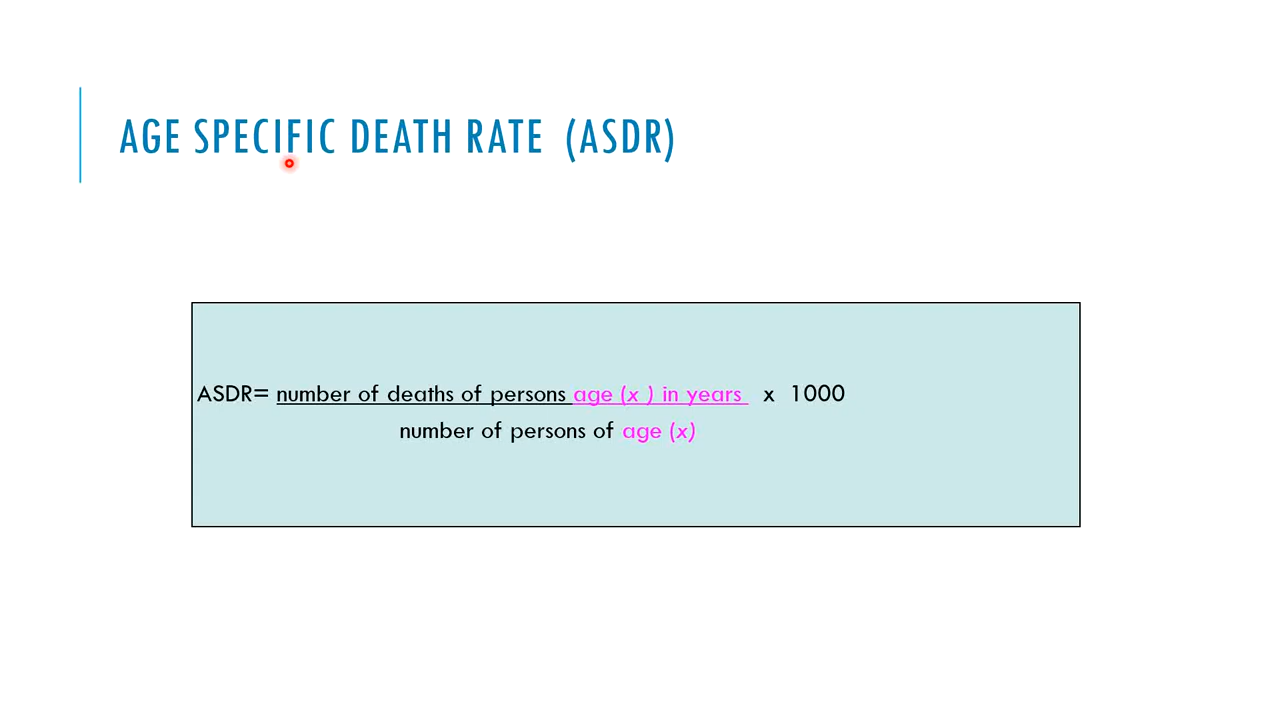 AGE SPECIFIC DEATH RATE (ASDR)
ASDR= number of deaths of persons age (x ) in years x 1000
number of persons of age (x)